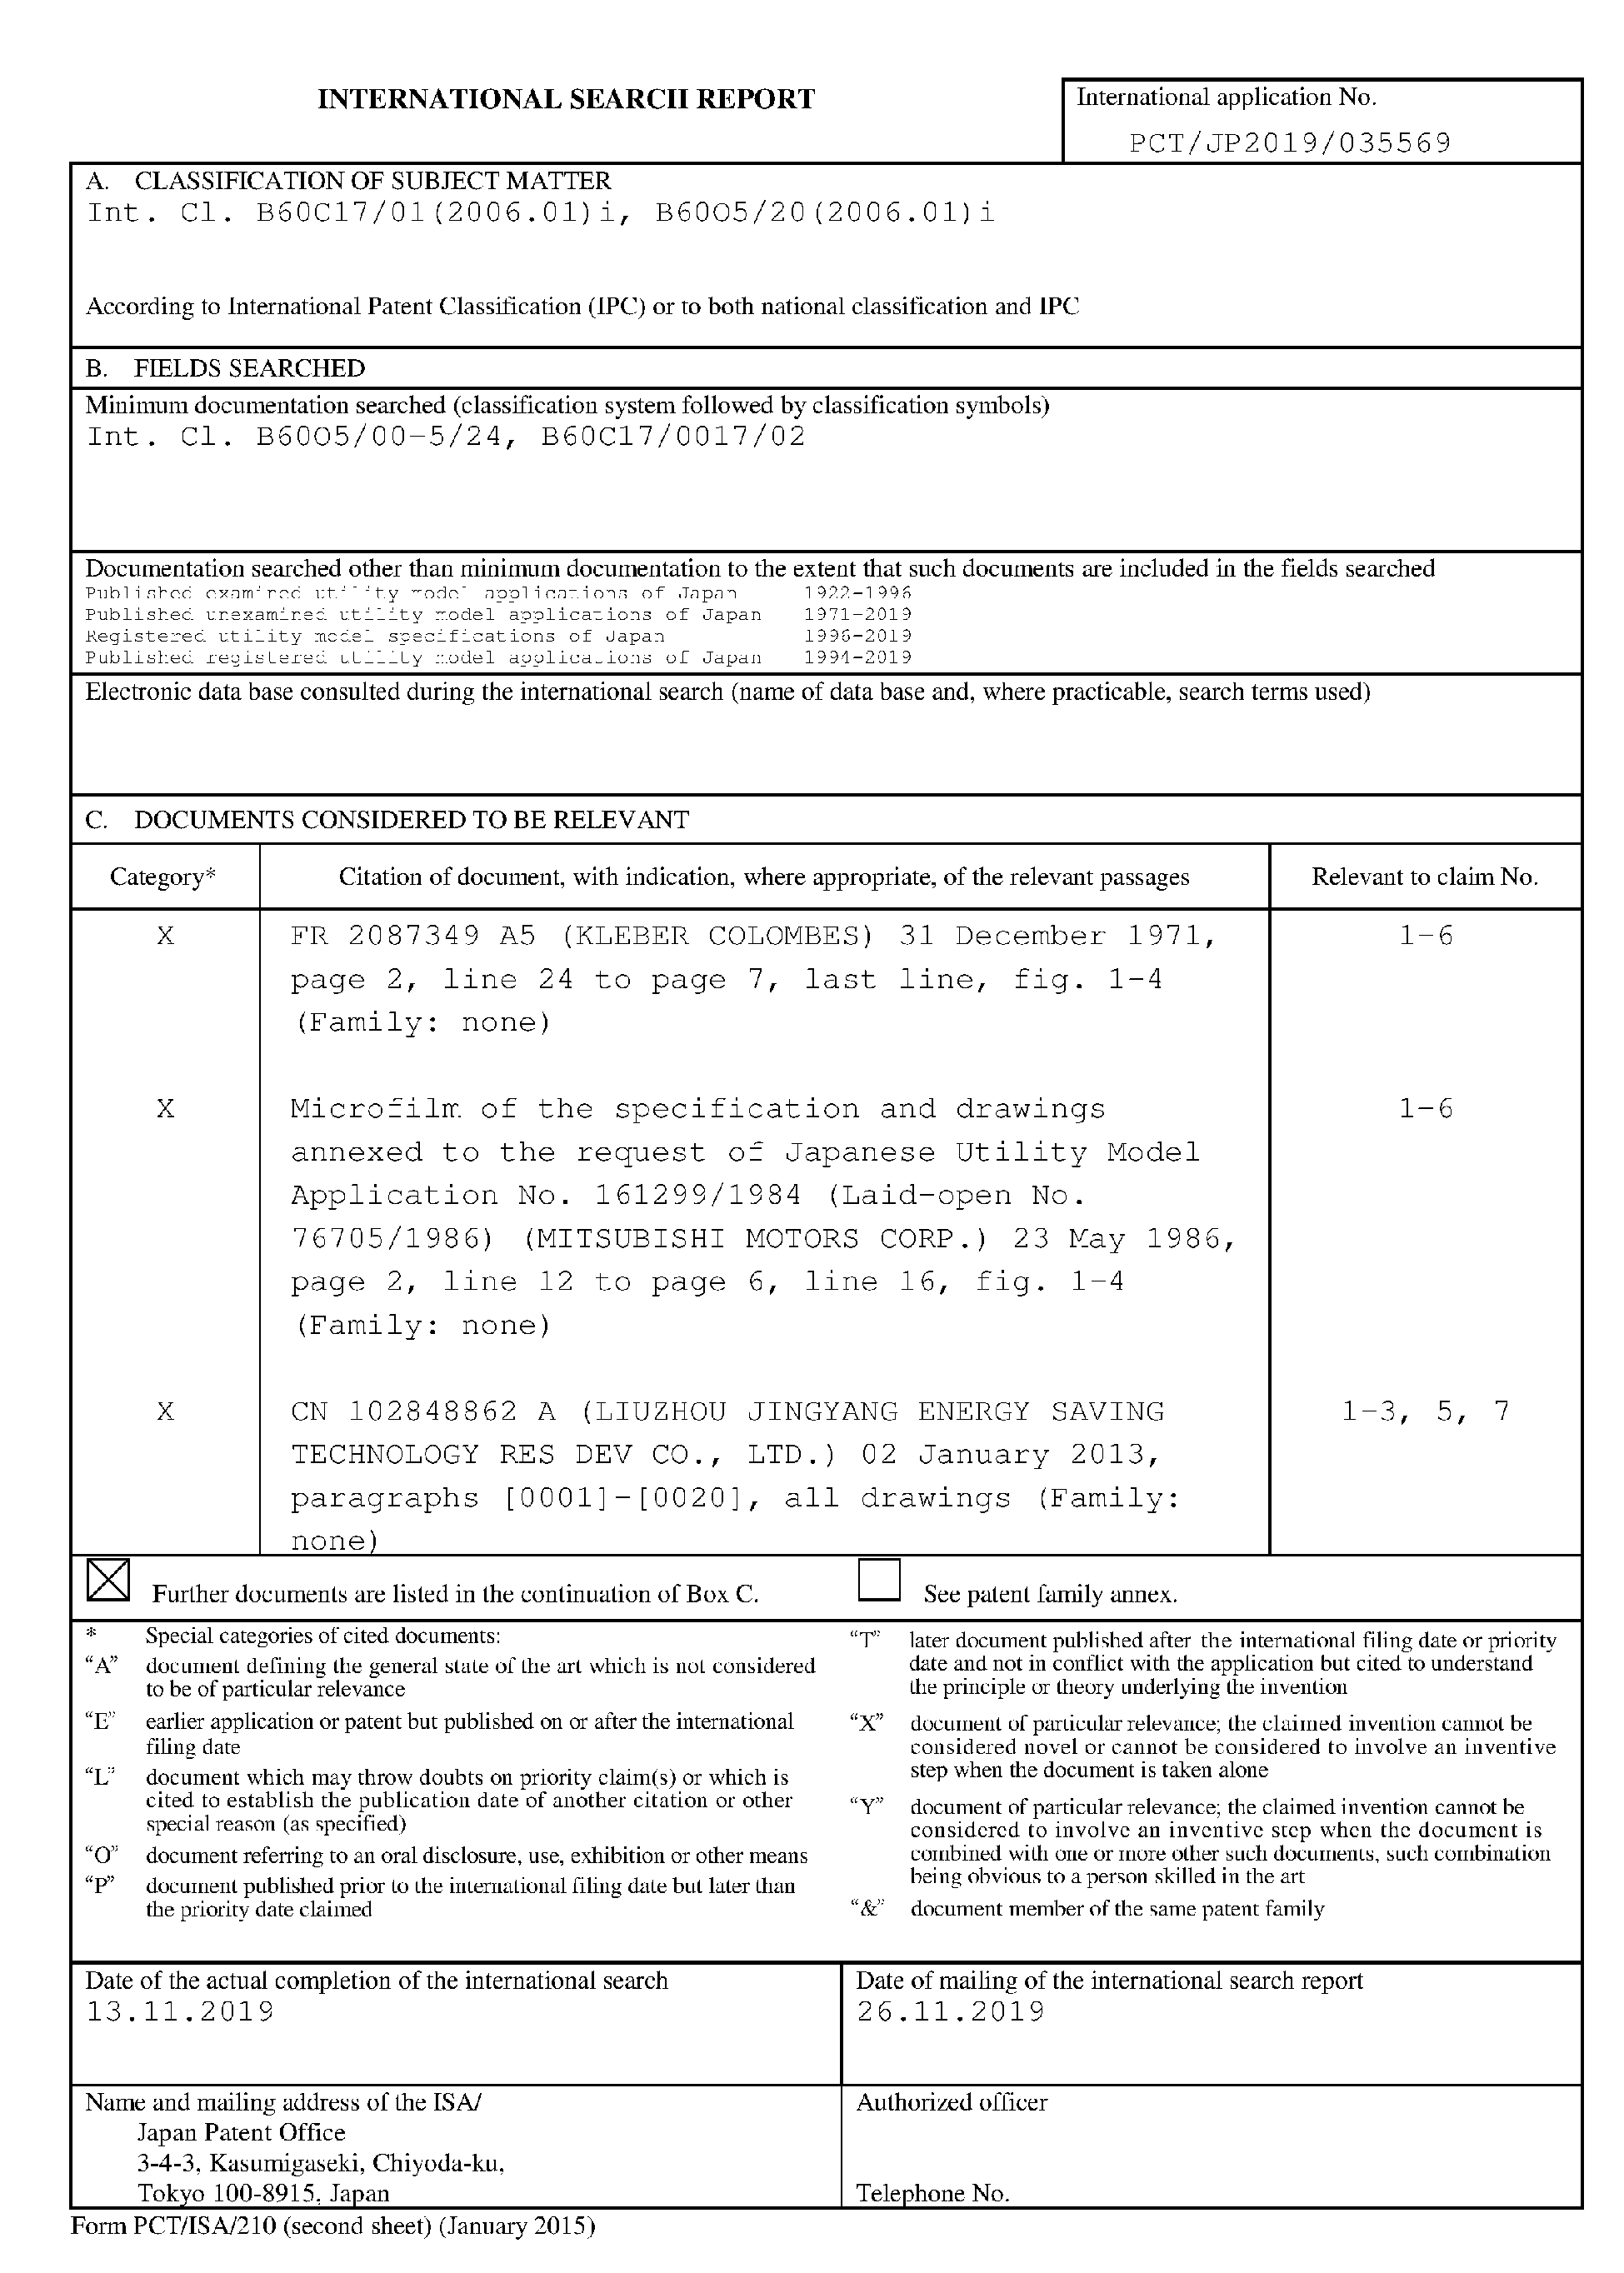 INTERNATIONAL SEARCH REPORT
International application No.
PCT/JP2019/035569
A. CLASSIFICATION OF SUBJECT MATTER
Int. Cl. B60C17/01(2006.01)i, B60O5/20(2006.01)i
According to International Patent Classification (IPC) or to both national classification and IPC
B. FIELDS SEARCHED
Minimum documentation searched (classification system followed by classification symbols)
Int. Cl. B60O5/00-5/24, B60C17/0017/02
Documentation searched other than minimum documentation to the extent that such documents are included in the fields searched
Published examined utility model applications of Japan 1922-1996
Published unexamined utility model applications of Japan 1971-2019
Registered utility model specifications of Japan 1996-2019
Published registered utility model applications of Japan 1994-2019
Electronic data base consulted during the international search (name of data base and, where practicable, search terms used)
C. DOCUMENTS CONSIDERED TO BE RELEVANT
Category* Citation of document, with indication, where appropriate, of the relevant passages Relevant to claim No.
X FR 2087349 A5 (KLEBER COLOMBES) 31 December 1971, 1-6
page 2, line 24 to page 7, last line, fig. 1-4
(Family: none)
X Microfilm of the specification and drawings 1-6
annexed to the request of Japanese Utility Model
Application No. 161299/1984 (Laid-open No.
76705/1986) (MITSUBISHI MOTORS CORP.) 23 May 1986,
page 2, line 12 to page 6, line 16, fig. 1-4
(Family: none)
X CN 102848862 A (LIUZHOU JINGYANG ENERGY SAVING 1-3, 5, 7
TECHNOLOGY RES DEV CO., LTD.) 02 January 2013,
paragraphs [0001]-[0020], all drawings (Family:
none)
Further documents are listed in the continuation of Box C.
See patent family annex.
* Special categories of cited documents:
"A" document defining the general state of the art which is not considered
to be of particular relevance
"E" earlier application or patent but published on or after the international
filing date
"L" document which may throw doubts on priority claim(s) or which is
cited to establish the publication date of another citation or other
special reason (as specified)
"O" document referring to an oral disclosure, use, exhibition or other means
"P" document published prior to the international filing date but later than
the priority date claimed
"T" later document published after the international filing date or priority
date and not in conflict with the application but cited to understand
the principle or theory underlying the invention
"X" document of particular relevance; the claimed invention cannot be
considered novel or cannot be considered to involve an inventive
step when the document is taken alone
"Y" document of particular relevance; the claimed invention cannot be
considered to involve an inventive step when the document is
combined with one or more other such documents, such combination
being obvious to a person skilled in the art
"&" document member of the same patent family
Date of the actual completion of the international search
13.11.2019
Date of mailing of the international search report
26.11.2019
Name and mailing address of the ISA/
Japan Patent Office
3-4-3, Kasumigaseki, Chiyoda-ku,
Tokyo 100-8915, Japan
Authorized officer
Telephone No.
Form PCT/ISA/210 (second sheet) (January 2015)